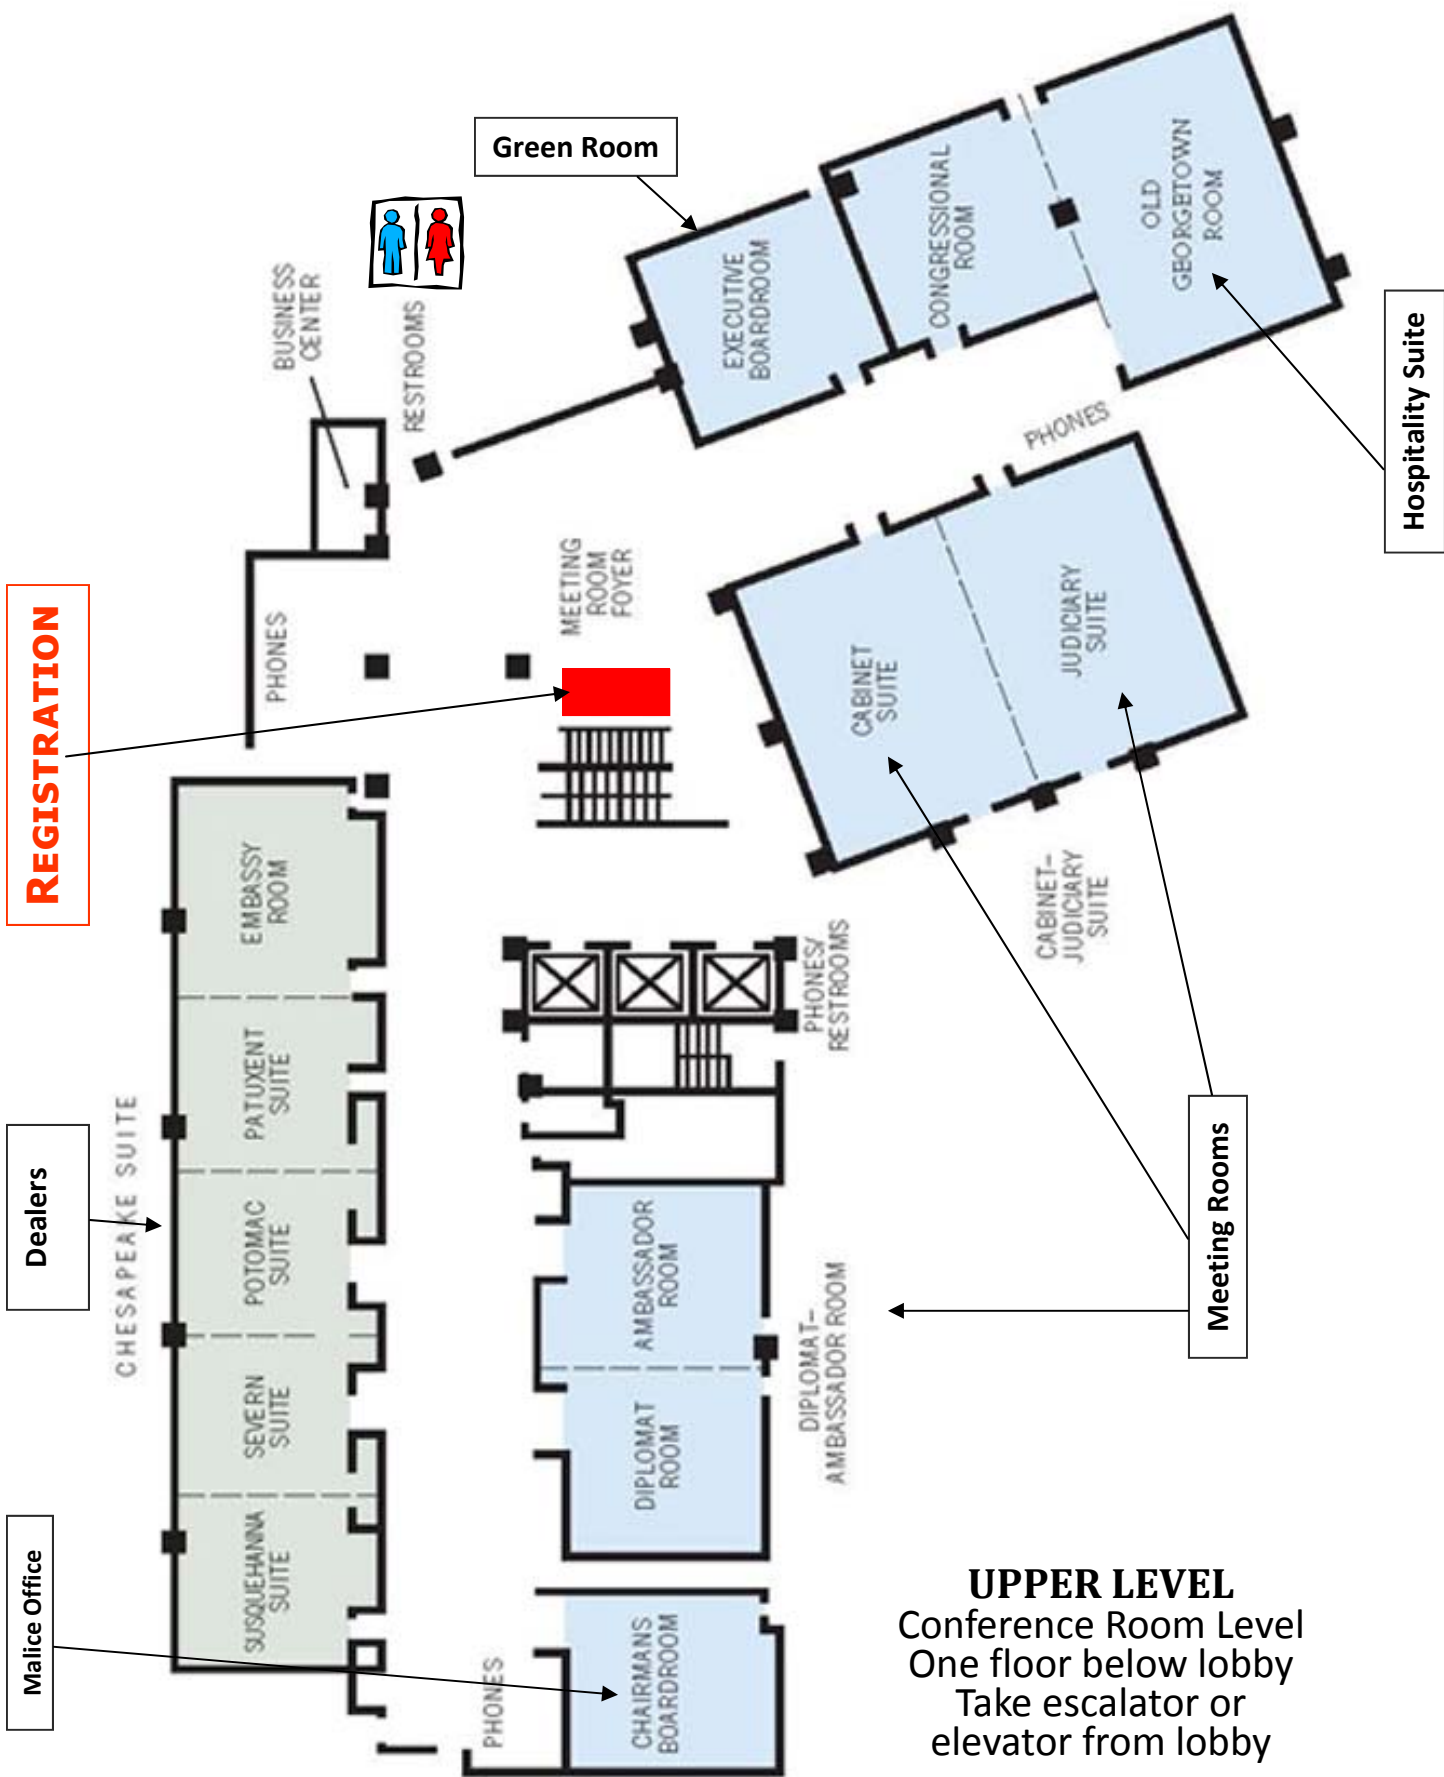 Green Room
BUSINESS
CENTER
RESTROOMS
EXECUTIVE
BOARDROOM
CONGRESSIONAL
ROOM
OLD
GEORGETOWN
ROOM
Hospitality Suite
PHONES
REGISTRATION
PHONES
MEETING
ROOM
FOYER
CABINET
SUITE
JUDICIARY
SUITE
CABINET–
JUDICIARY
SUITE
EMBASSY
ROOM
PATUXENT
SUITE
POTOMAC
SUITE
SEVERN
SUITE
SUSQUEHANNA
SUITE
CHESAPEAKE SUITE
Dealers
PHONES/
RESTROOMS
AMBASSADOR
ROOM
DIPLOMAT
ROOM
DIPLOMAT–
AMBASSADOR ROOM
Meeting Rooms
Malice Office
PHONES
CHAIRMANS
BOARDROOM
UPPER LEVEL
Conference Room Level
One floor below lobby
Take escalator or
elevator from lobby